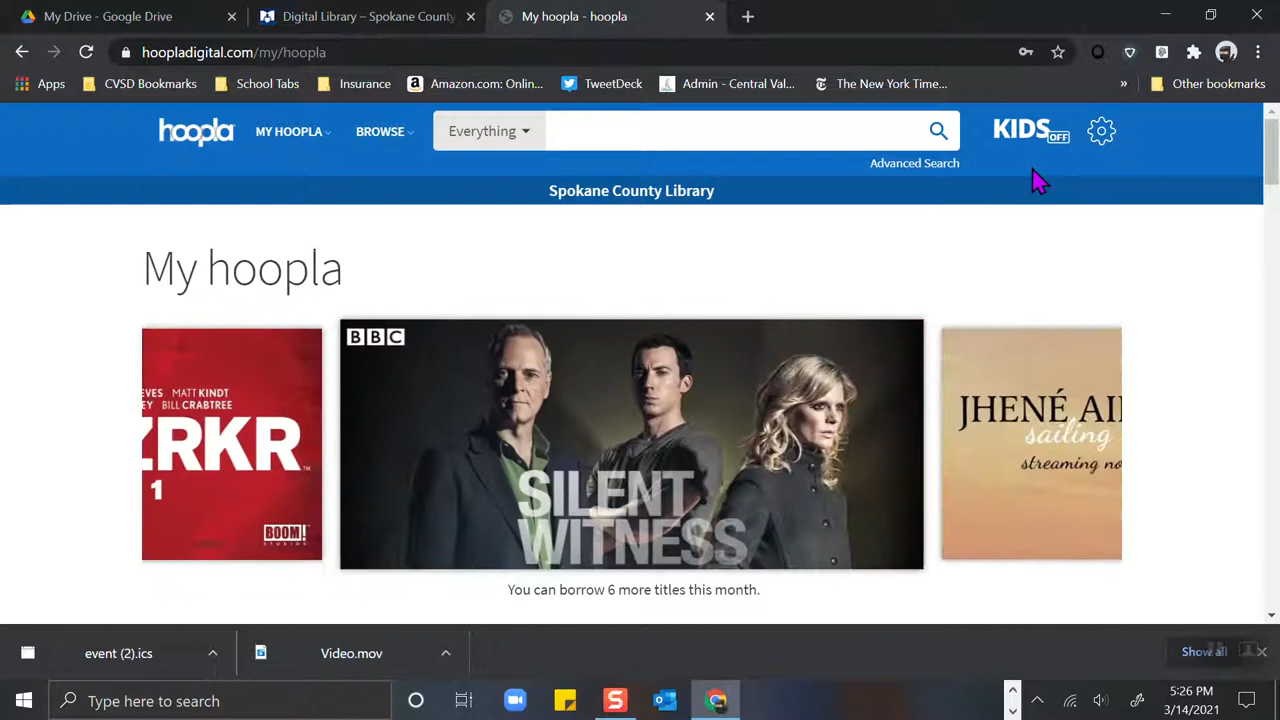 My Drive - Google Drive
Digital Library – Spokane County
My hoopla - hoopla
hoopladigital.com/my/hoopla
Apps
CVSD Bookmarks
School Tabs
Insurance
Amazon.com: Onlin...
TweetDeck
Admin - Central Val...
The New York Time...
»
Other bookmarks
hoopla
MY HOOPLA
BROWSE
Everything
KIDS OFF
Advanced Search
Spokane County Library
My hoopla
EVES MATT KINDT
EY BILL CRABTREE
ZRKR
1
BOOM!
STUDIOS
BBC
SILENT
WITNESS
JHENÉ AI
sailing
streaming no
You can borrow 6 more titles this month.
event (2).ics
Video.mov
Show all
Type here to search
5:26 PM
3/14/2021